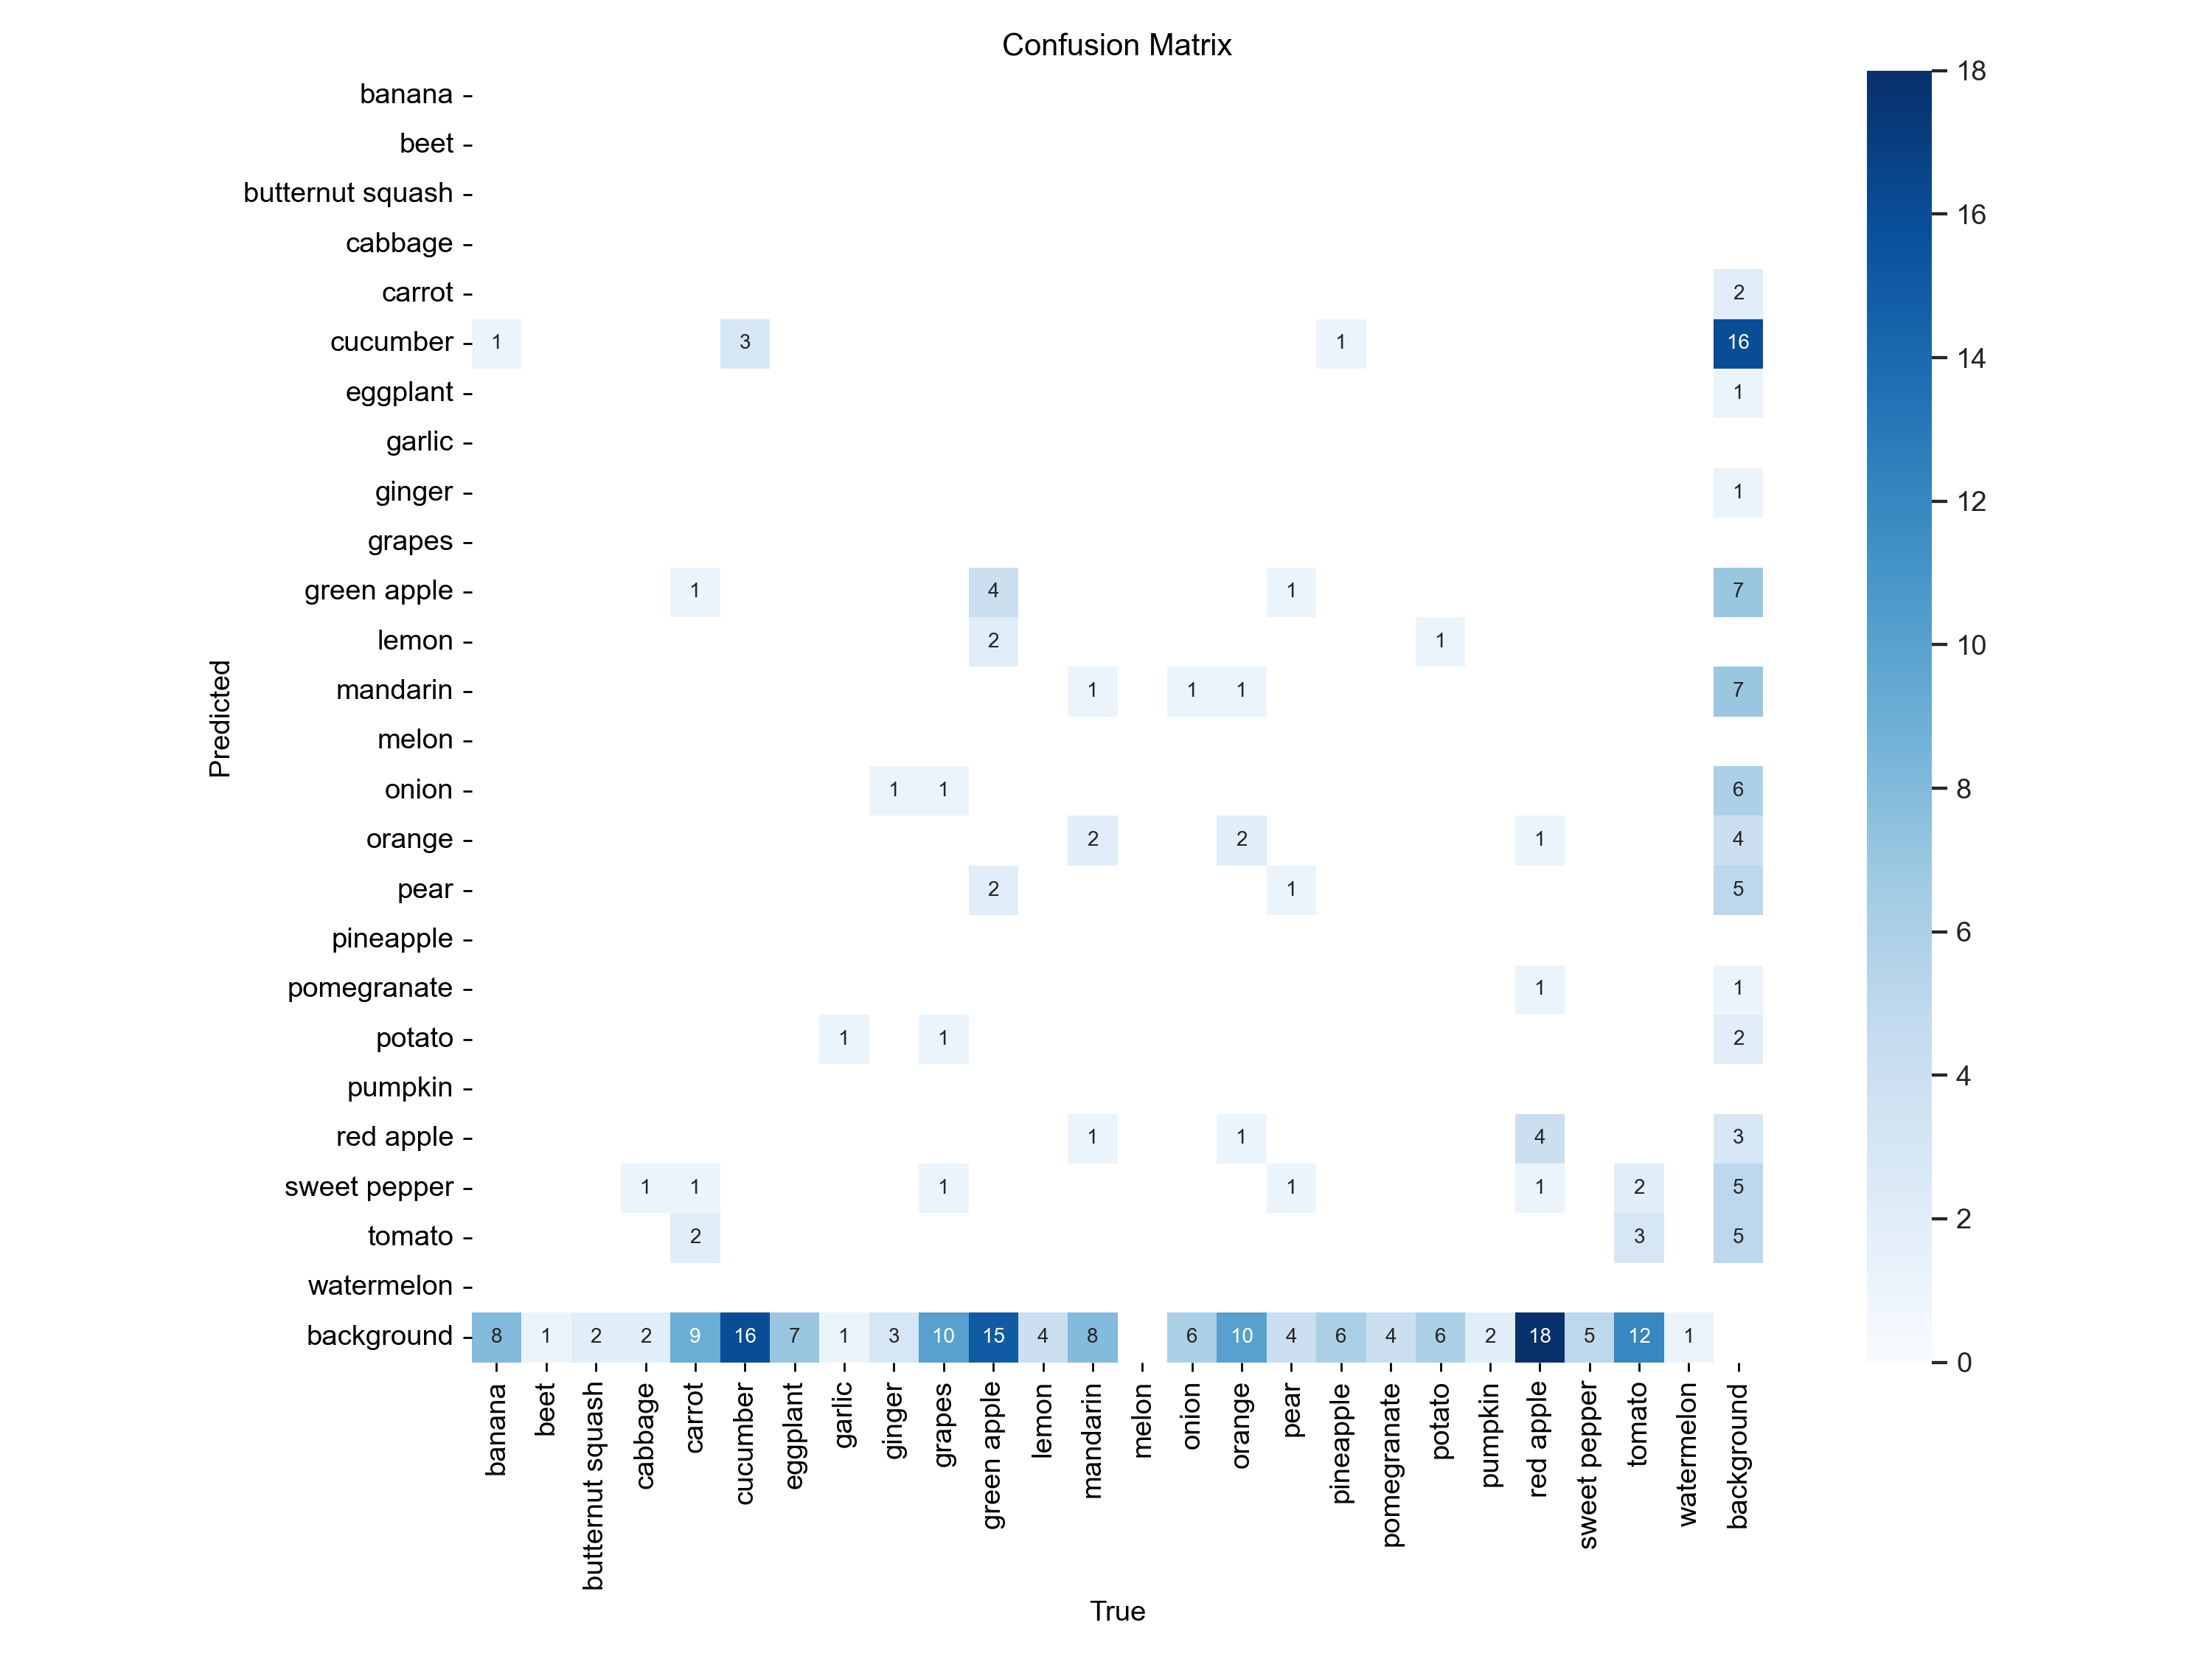 Confusion Matrix
banana
beet
butternut squash
cabbage
carrot 2
cucumber 1 3 1 16
eggplant 1
garlic
ginger 1
grapes
green apple 1 4 1 7
lemon 2 1
mandarin 1 1 1 7
melon
onion 1 1 6
orange 2 2 1 4
pear 2 1 5
pineapple
pomegranate 1 1
potato 1 1 2
pumpkin
red apple 1 1 4 3
sweet pepper 1 1 1 1 1 2 5
tomato 2 3 5
watermelon
background 8 1 2 2 9 16 7 1 3 10 15 4 8 6 10 4 6 4 6 2 18 5 12 1
Predicted
banana
beet
butternut squash
cabbage
carrot
cucumber
eggplant
garlic
ginger
grapes
green apple
lemon
mandarin
melon
onion
orange
pear
pineapple
pomegranate
potato
pumpkin
red apple
sweet pepper
tomato
watermelon
background
True
18
16
14
12
10
8
6
4
2
0